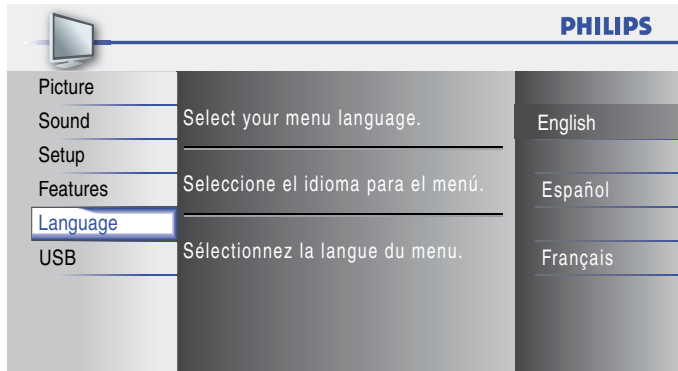 PHILIPS
Picture
Sound
Setup
Features
Language
USB
Select your menu language.
Seleccione el idioma para el menú.
Sélectionnez la langue du menu.
English
Español
Français